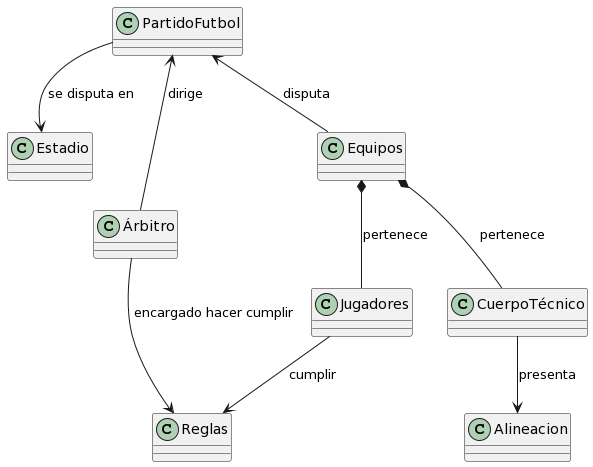 C PartidoFutbol
se disputa en
dirige
disputa
C Estadio
C Equipos
C Árbitro
pertenece
pertenece
encargado hacer cumplir
C Jugadores
C CuerpoTécnico
cumplir
presenta
C Reglas
C Alineacion